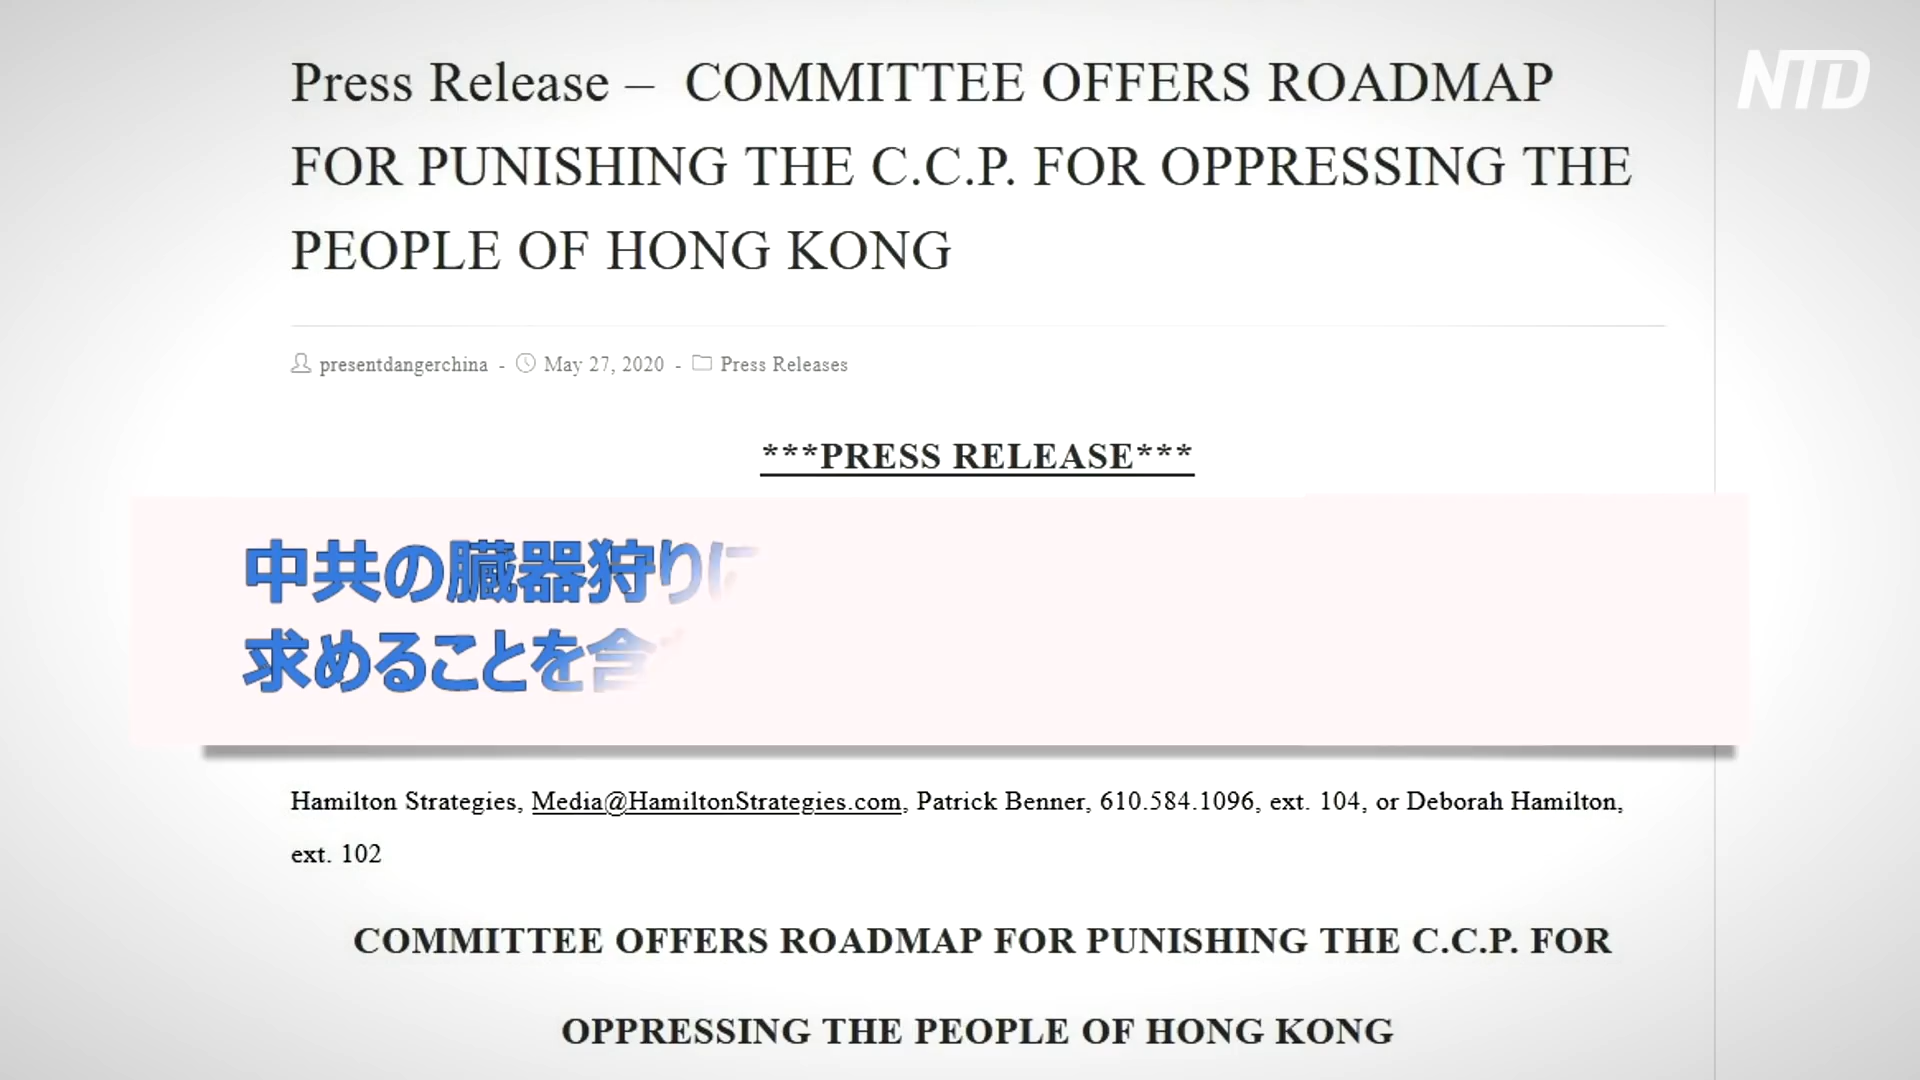 Press Release – COMMITTEE OFFERS ROADMAP
FOR PUNISHING THE C.C.P. FOR OPPRESSING THE
PEOPLE OF HONG KONG
NTD
presentdangerchina - May 27, 2020 - Press Releases
***PRESS RELEASE***
中共の臓器狩りに
求めることを含
Hamilton Strategies, Media@HamiltonStrategies.com, Patrick Benner, 610.584.1096, ext. 104, or Deborah Hamilton,
ext. 102
COMMITTEE OFFERS ROADMAP FOR PUNISHING THE C.C.P. FOR
OPPRESSING THE PEOPLE OF HONG KONG